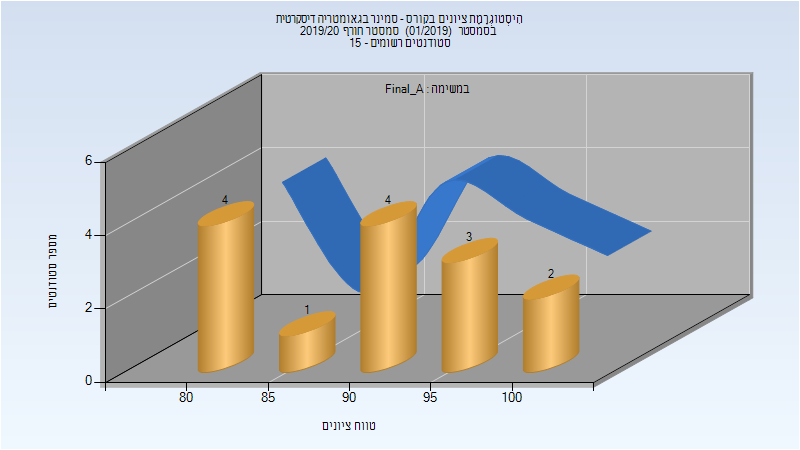 היסטוגרמת ציונים בקורס - סמינר בגאומטריה דיסקרטית
בסמסטר (01/2019) סמסטר חורף 2019/20
סטודנטים רשומים - 15
במשימה : Final_A
6
4
2
0
מספר סטודנטים
4
1
4
3
2
80
85
90
95
100
טווח ציונים